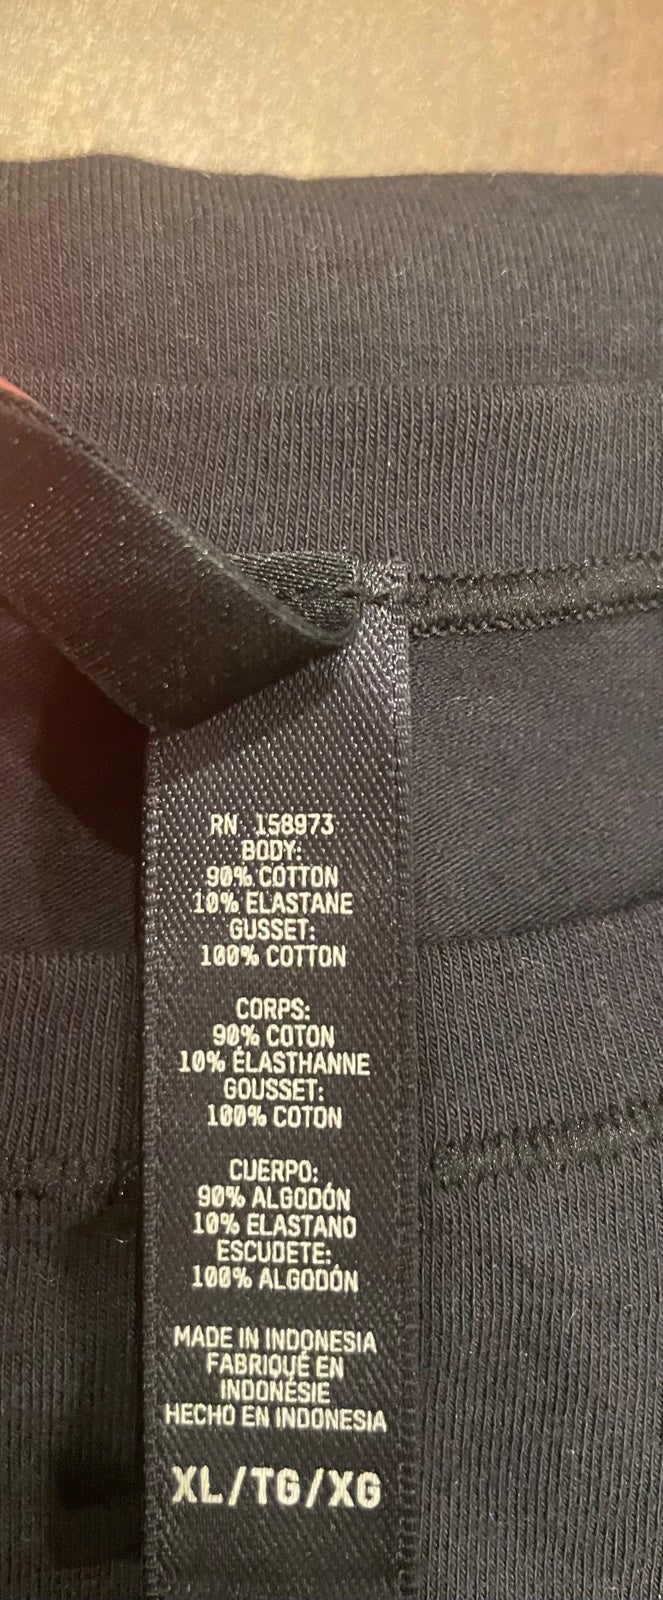 RN 158973
BODY:
90% COTTON
10% ELASTANE
GUSSET:
100% COTTON
CORPS:
90% COTON
10% ÉLASTHANNE
GOUSSET:
100% COTON
CUERPO:
90% ALGODÓN
10% ELASTANO
ESCUDETE:
100% ALGODÓN
MADE IN INDONESIA
FABRIQUÉ EN
INDONÉSIE
HECHO EN INDONESIA
XL/TG/XG